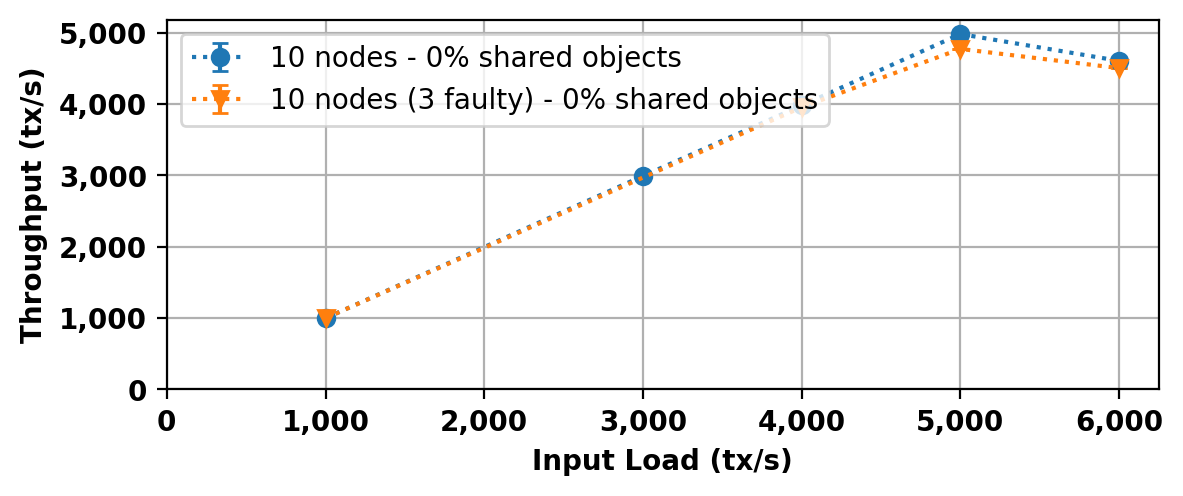 Throughput (tx/s)
5,000
4,000
3,000
2,000
1,000
0
10 nodes - 0% shared objects
10 nodes (3 faulty) - 0% shared objects
0 1,000 2,000 3,000 4,000 5,000 6,000
Input Load (tx/s)